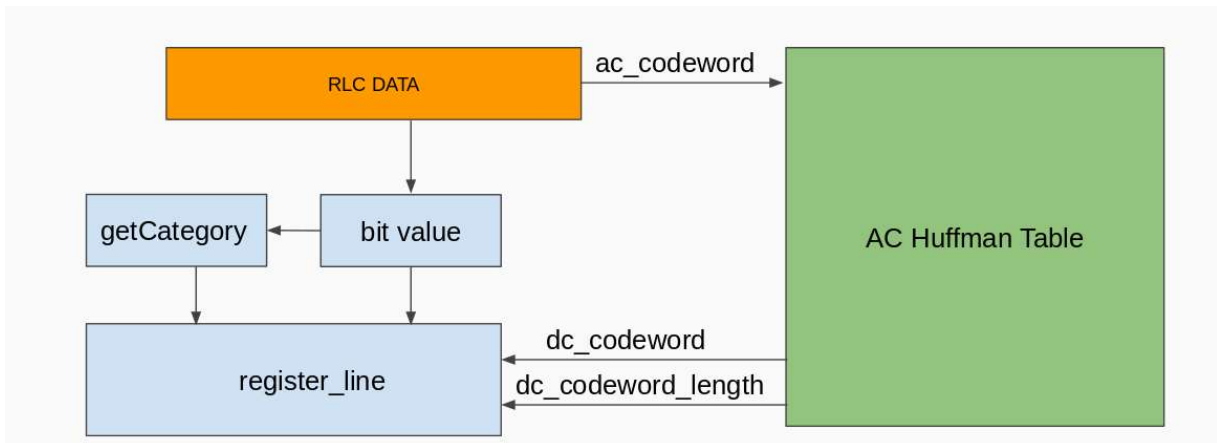 ac_codeword
RLC DATA
getCategory
bit value
AC Huffman Table
dc_codeword
register_line
dc_codeword_length